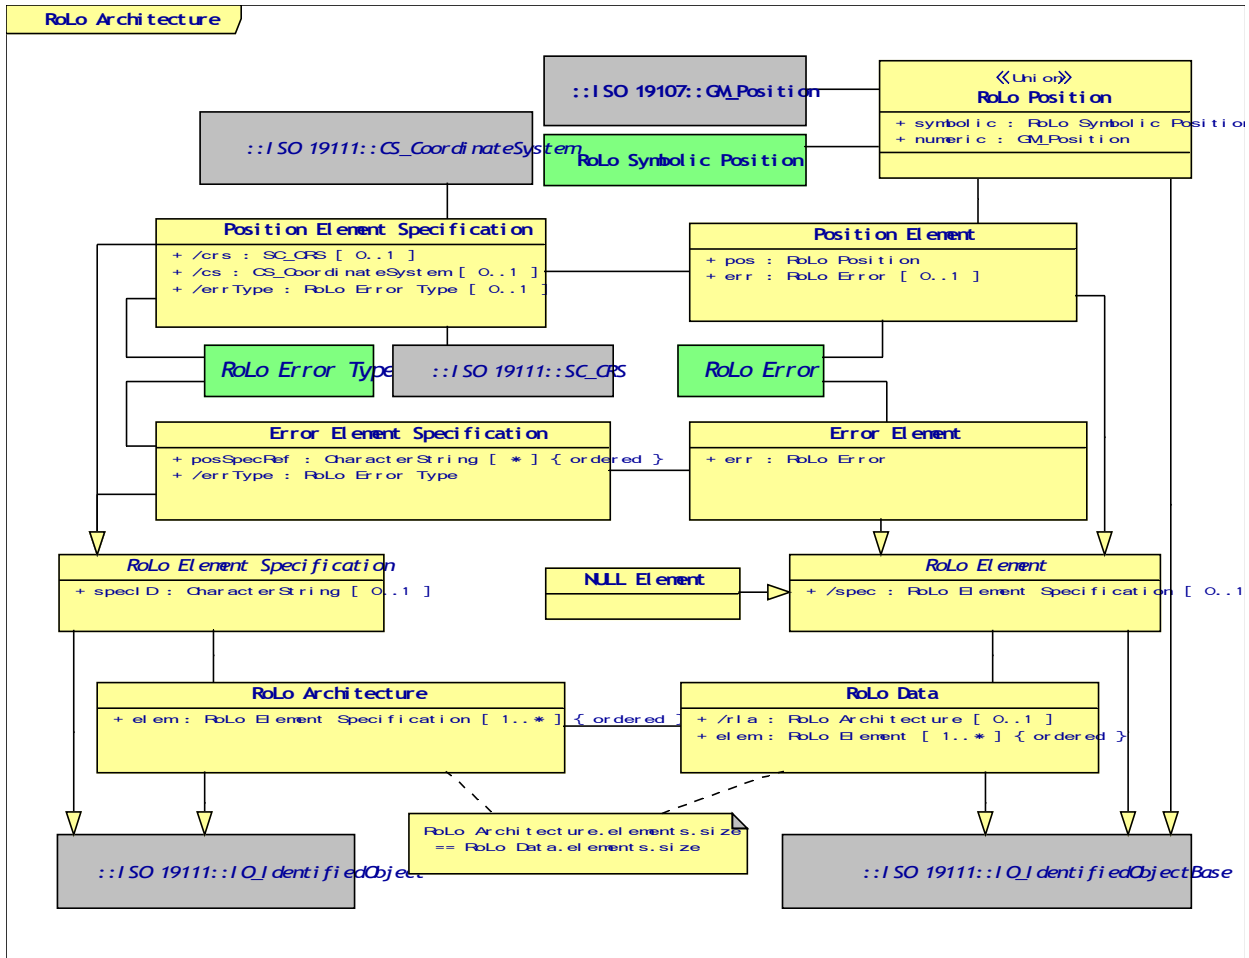 RoLo Architecture
::ISO 19107::GM_Position
«Union»
RoLo Position
+ symbolic : RoLo Symbolic Position
+ numeric : GM_Position
::ISO 19111::CS_CoordinateSystem
RoLo Symbolic Position
Position Element Specification
+ /crs : SC_CRS [ 0..1 ]
+ /cs : CS_CoordinateSystem [ 0..1 ]
+ /errType : RoLo Error Type [ 0..1 ]
Position Element
+ pos : RoLo Position
+ err : RoLo Error [ 0..1 ]
RoLo Error Type
::ISO 19111::SC_CRS
RoLo Error
Error Element Specification
+ posSpecRef : CharacterString [ * ] { ordered }
+ /errType : RoLo Error Type
Error Element
+ err : RoLo Error
RoLo Element Specification
+ specID : CharacterString [ 0..1 ]
NULL Element
RoLo Element
+ /spec : RoLo Element Specification [ 0..1
RoLo Architecture
+ elem : RoLo Element Specification [ 1..* ] { ordered }
RoLo Data
+ /rla : RoLo Architecture [ 0..1 ]
+ elem : RoLo Element [ 1..* ] { ordered }
RoLo Architecture.elements.size
== RoLo Data.elements.size
::ISO 19111::IO_IdentifiedObject
::ISO 19111::IO_IdentifiedObjectBase